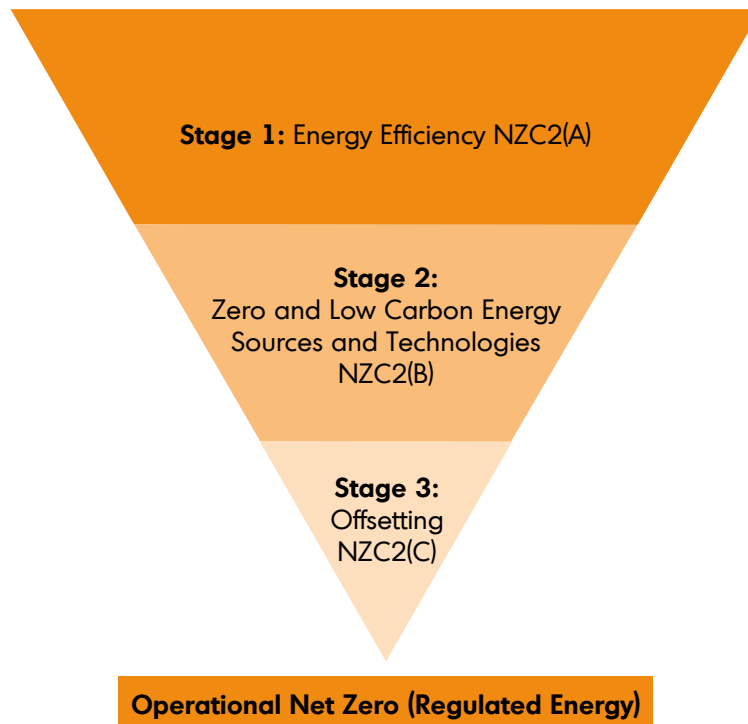 Stage 1: Energy Efficiency NZC2(A)
Stage 2:
Zero and Low Carbon Energy
Sources and Technologies
NZC2(B)
Stage 3:
Offsetting
NZC2(C)
Operational Net Zero (Regulated Energy)